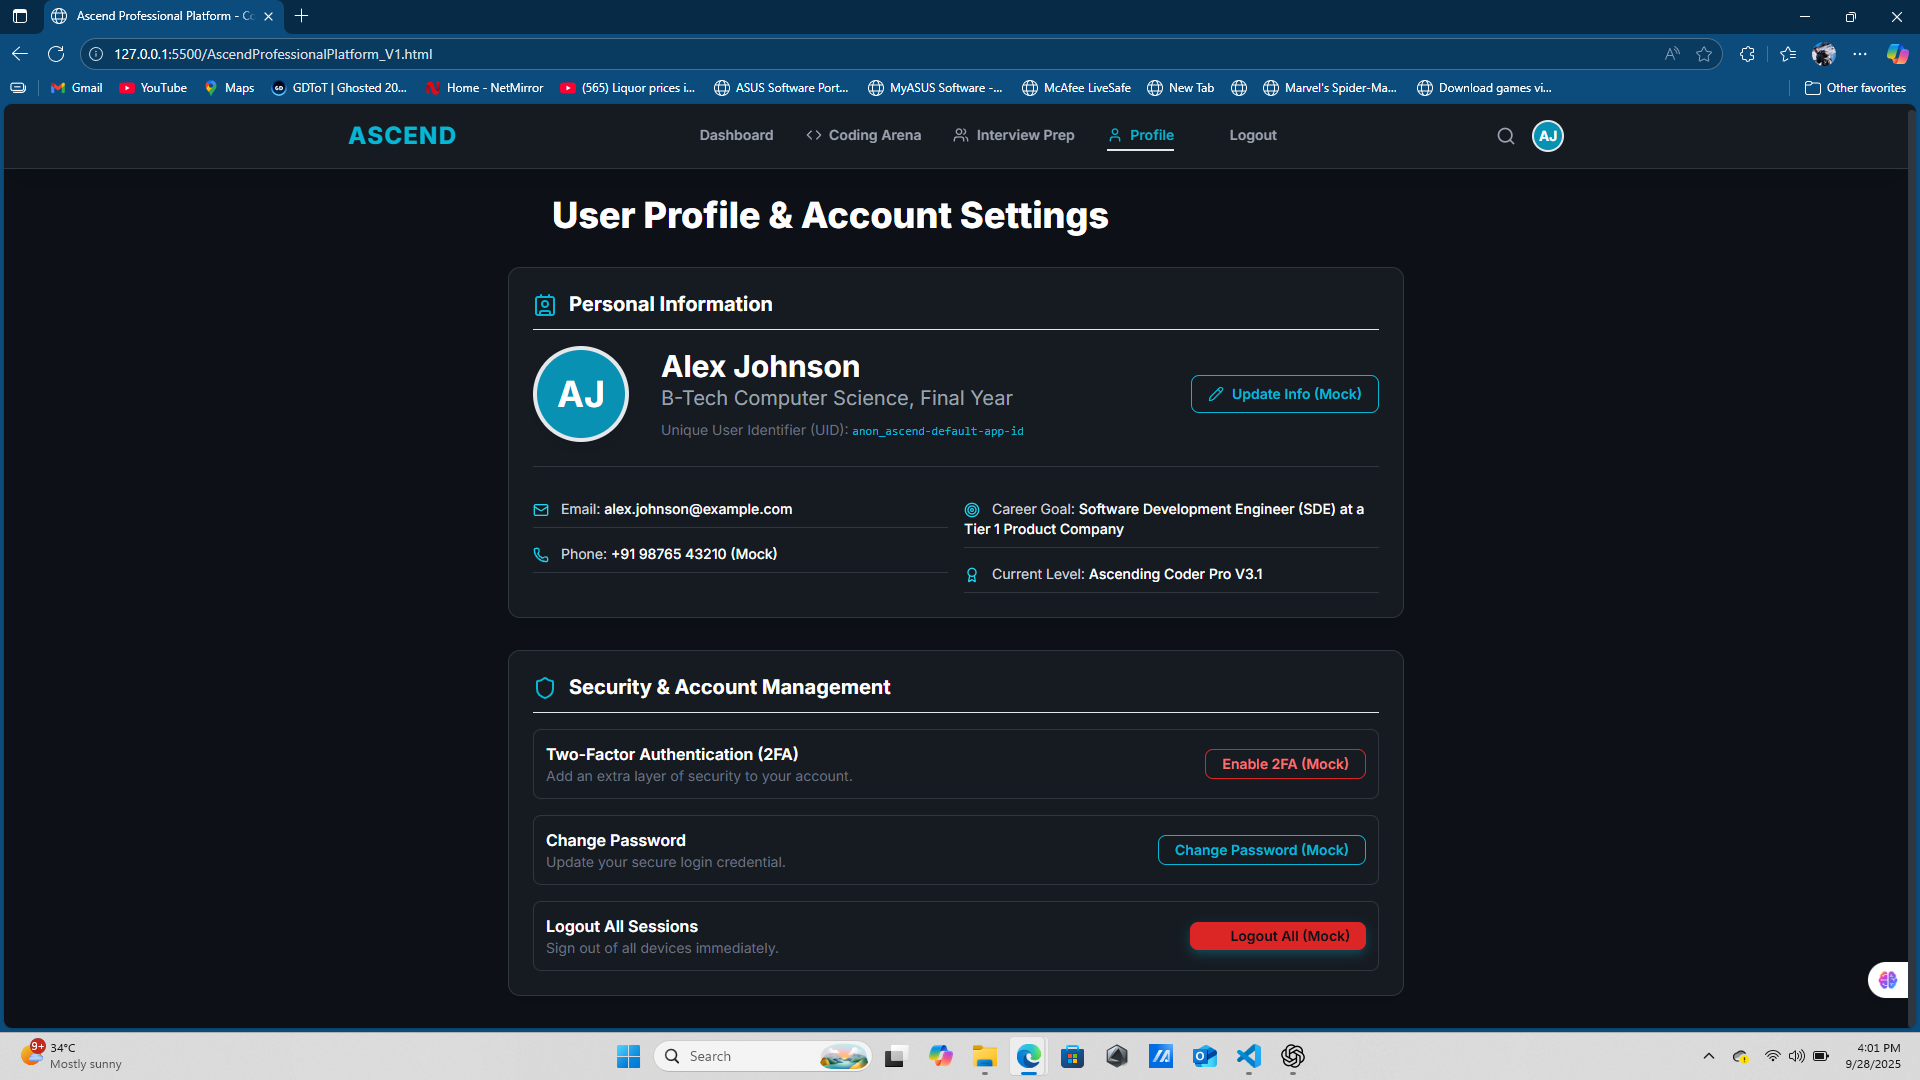 Ascend Professional Platform - Co
127.0.0.1:5500/AscendProfessionalPlatform_V1.html
Gmail
YouTube
Maps
GDToT | Ghosted 20...
Home - NetMirror
(565) Liquor prices i...
ASUS Software Port...
MyASUS Software -...
McAfee LiveSafe
New Tab
Marvel's Spider-Ma...
Download games vi...
Other favorites
ASCEND
Dashboard
Coding Arena
Interview Prep
Profile
Logout
AJ
User Profile & Account Settings
Personal Information
AJ
Alex Johnson
B-Tech Computer Science, Final Year
Unique User Identifier (UID): anon_ascend-default-app-id
Update Info (Mock)
Email: alex.johnson@example.com
Phone: +91 98765 43210 (Mock)
Career Goal: Software Development Engineer (SDE) at a
Tier 1 Product Company
Current Level: Ascending Coder Pro V3.1
Security & Account Management
Two-Factor Authentication (2FA)
Add an extra layer of security to your account.
Enable 2FA (Mock)
Change Password
Update your secure login credential.
Change Password (Mock)
Logout All Sessions
Sign out of all devices immediately.
Logout All (Mock)
9+
34°C
Mostly sunny
Search
4:01 PM
9/28/2025